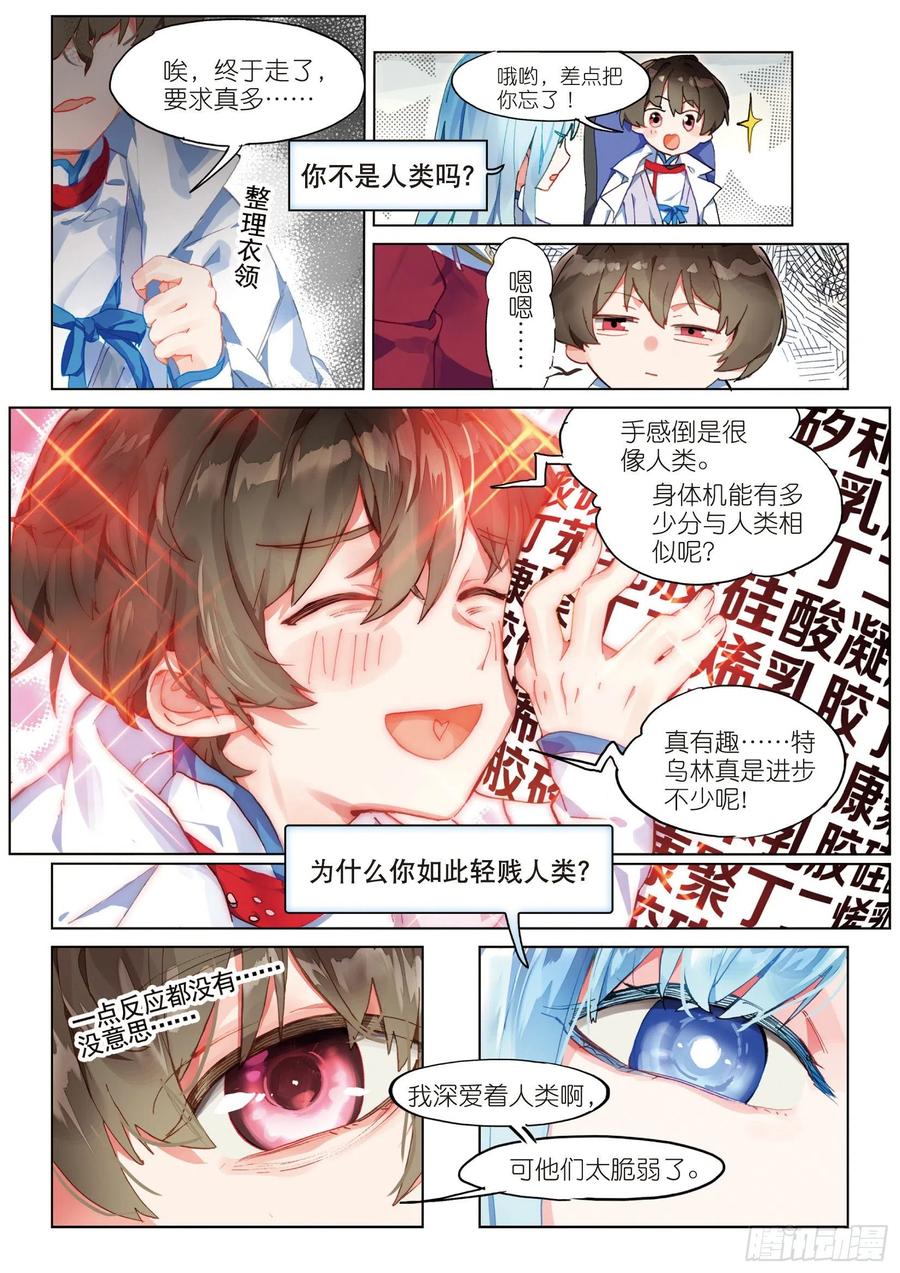 唉，终于走了，
要求真多……
整理衣领
哦哟，差点把
你忘了！
你不是人类吗？
嗯嗯……
手感倒是很
像人类。
身体机能有多
少分与人类相
似呢？
真有趣……特
乌林真是进步
不少呢！
为什么你如此轻贱人类？
一点反应都没有……
没意思……
我深爱着人类啊，
可他们太脆弱了。
腾讯动漫